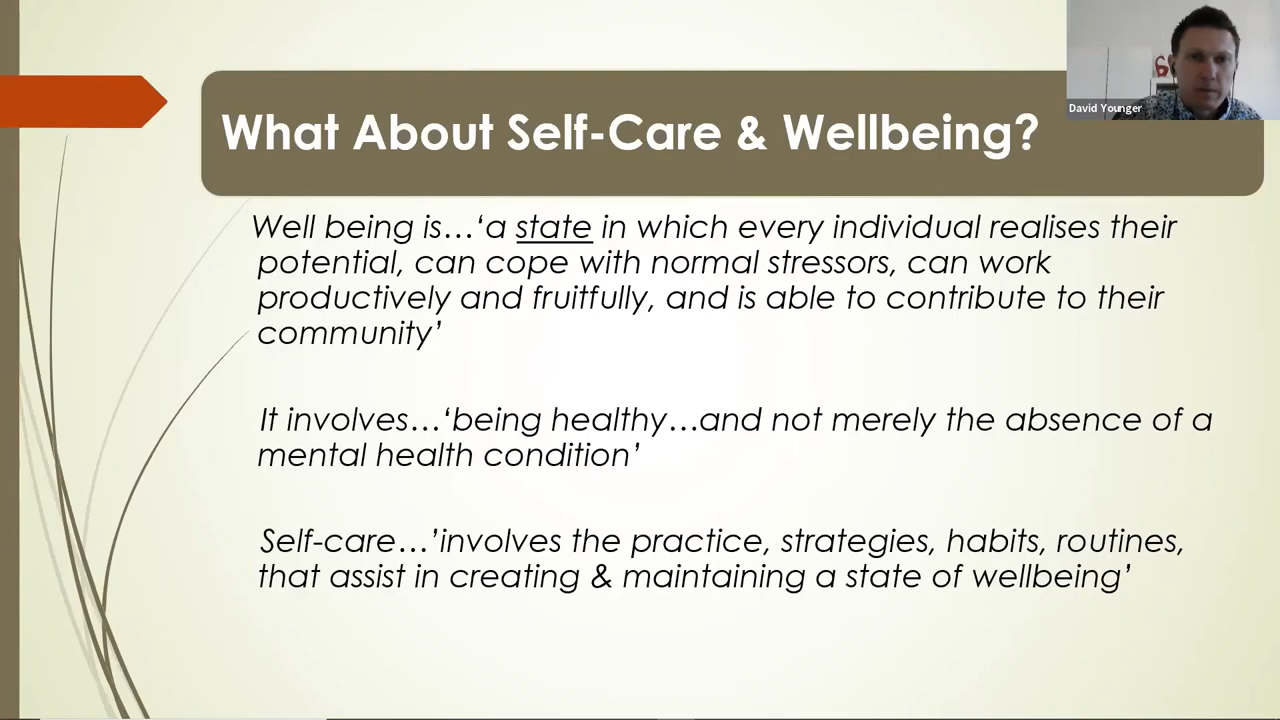 What About Self-Care & Wellbeing?
David Younger
Well being is…‘a state in which every individual realises their
potential, can cope with normal stressors, can work
productively and fruitfully, and is able to contribute to their
community’
It involves…‘being healthy…and not merely the absence of a
mental health condition’
Self-care…’involves the practice, strategies, habits, routines,
that assist in creating & maintaining a state of wellbeing’